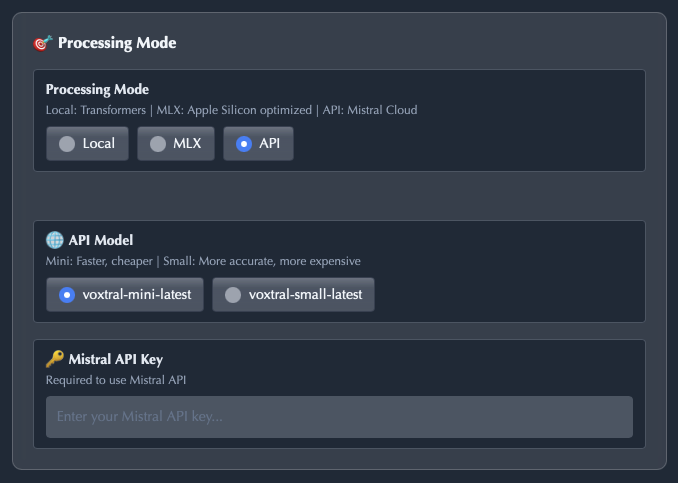 🎯 Processing Mode
Processing Mode
Local: Transformers | MLX: Apple Silicon optimized | API: Mistral Cloud
Local MLX API
🌐 API Model
Mini: Faster, cheaper | Small: More accurate, more expensive
voxtral-mini-latest voxtral-small-latest
🔑 Mistral API Key
Required to use Mistral API
Enter your Mistral API key...